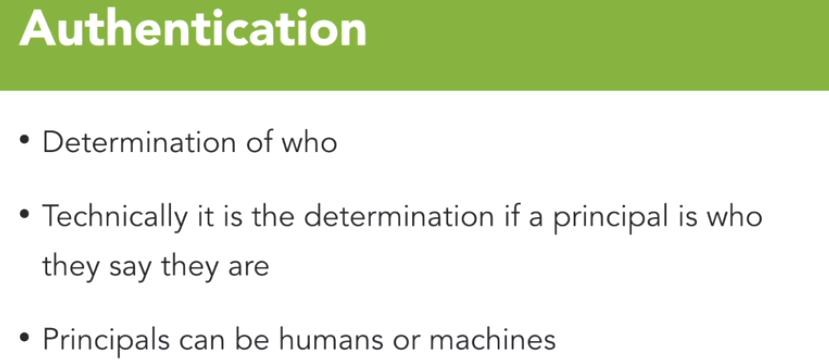 Authentication
• Determination of who
• Technically it is the determination if a principal is who
they say they are
• Principals can be humans or machines